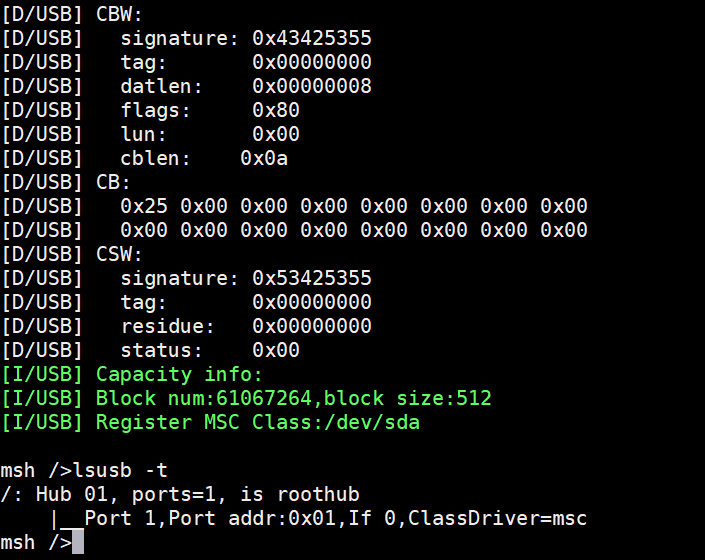 [D/USB] CBW:
[D/USB]   signature: 0x43425355
[D/USB]   tag:       0x00000000
[D/USB]   datlen:    0x00000008
[D/USB]   flags:     0x80
[D/USB]   lun:       0x00
[D/USB]   cblen:    0x0a
[D/USB] CB:
[D/USB]   0x25 0x00 0x00 0x00 0x00 0x00 0x00 0x00
[D/USB]   0x00 0x00 0x00 0x00 0x00 0x00 0x00 0x00
[D/USB] CSW:
[D/USB]   signature: 0x53425355
[D/USB]   tag:       0x00000000
[D/USB]   residue:   0x00000000
[D/USB]   status:    0x00
[I/USB] Capacity info:
[I/USB] Block num:61067264,block size:512
[I/USB] Register MSC Class:/dev/sda

msh />lsusb -t
/: Hub 01, ports=1, is roothub
    |__Port 1,Port addr:0x01,If 0,ClassDriver=msc
msh />